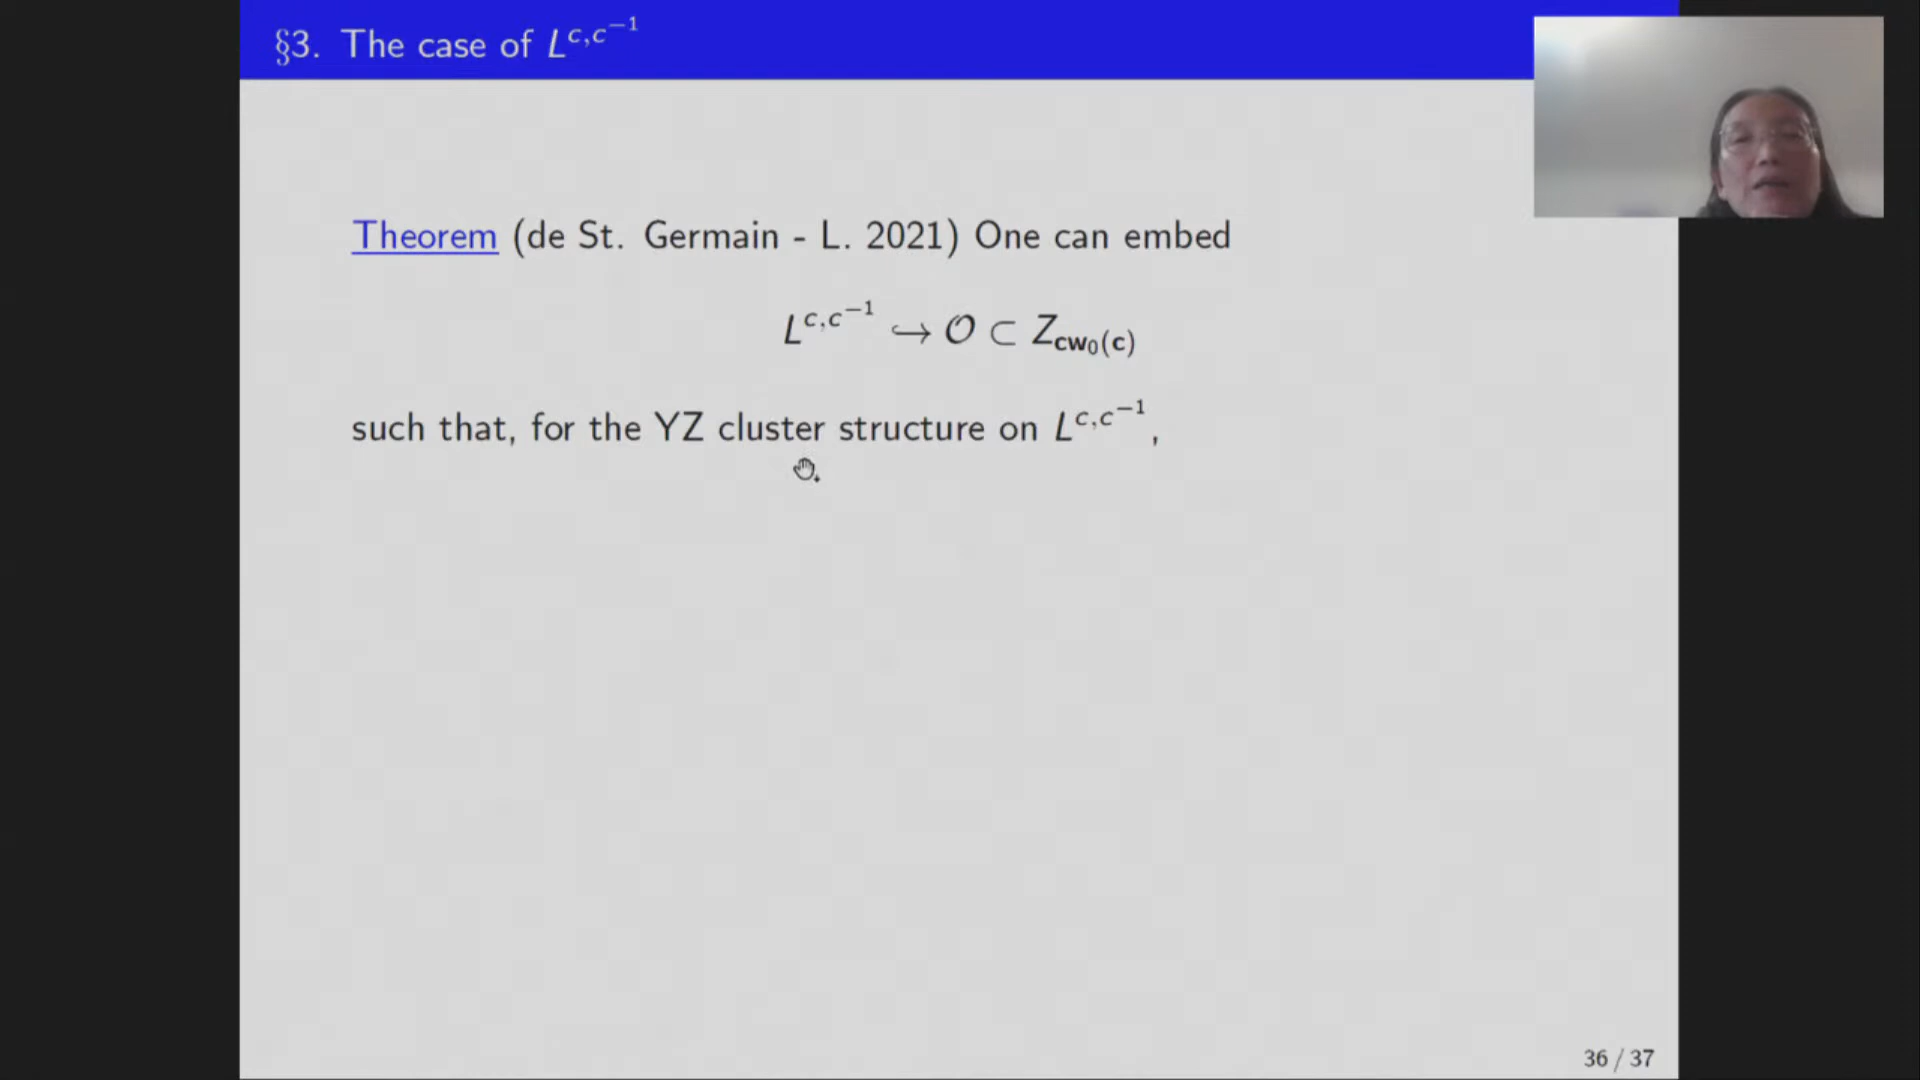 §3. The case of L^{c,c^{-1}}
Theorem (de St. Germain - L. 2021) One can embed
L^{c,c^{-1}} ↪ 𝒪 ⊂ Z_{cw_0(c)}
such that, for the YZ cluster structure on L^{c,c^{-1}},
36 / 37